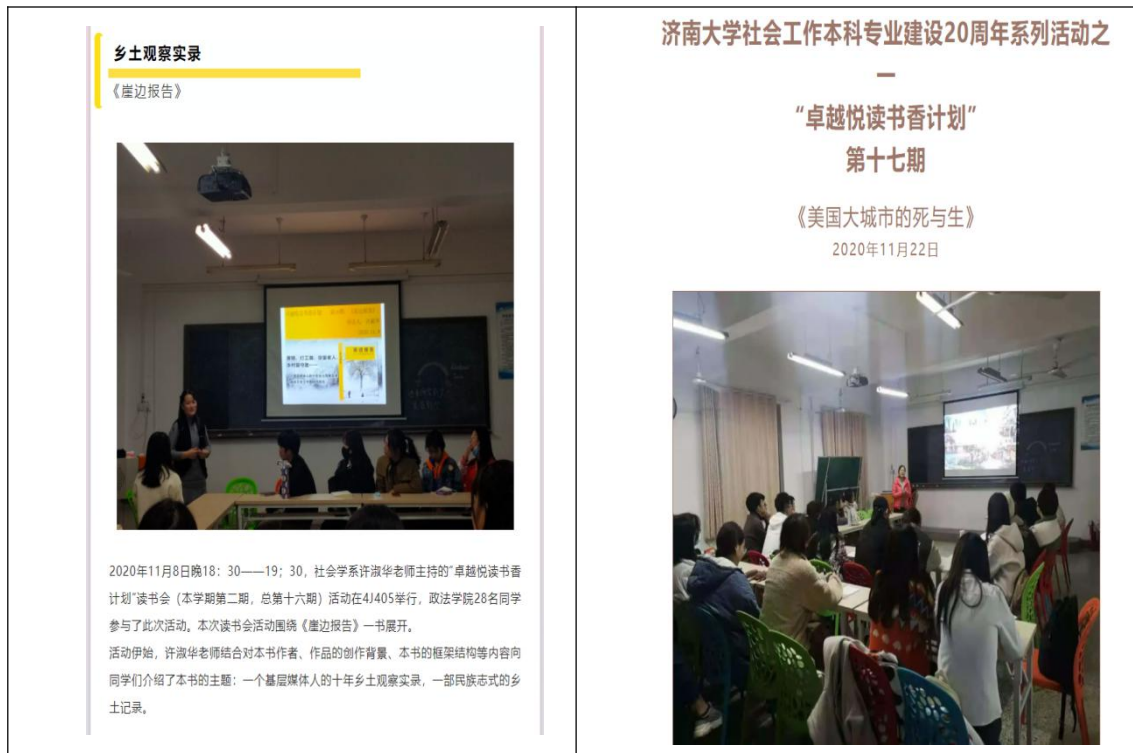 乡土观察实录
《崖边报告》
2020年11月8日晚18：30——19；30，社会学系许淑华老师主持的“卓越悦读书香
计划”读书会（本学期第二期，总第十六期）活动在4J405举行，政法学院28名同学
参与了此次活动。本次读书会活动围绕《崖边报告》一书展开。
活动伊始，许淑华老师结合对本书作者、作品的创作背景、本书的框架结构等内容向
同学们介绍了本书的主题：一个基层媒体人的十年乡土观察实录，一部民族志式的乡
土记录。
济南大学社会工作本科专业建设20周年系列活动之
一
“卓越悦读书香计划”
第十七期
《美国大城市的死与生》
2020年11月22日